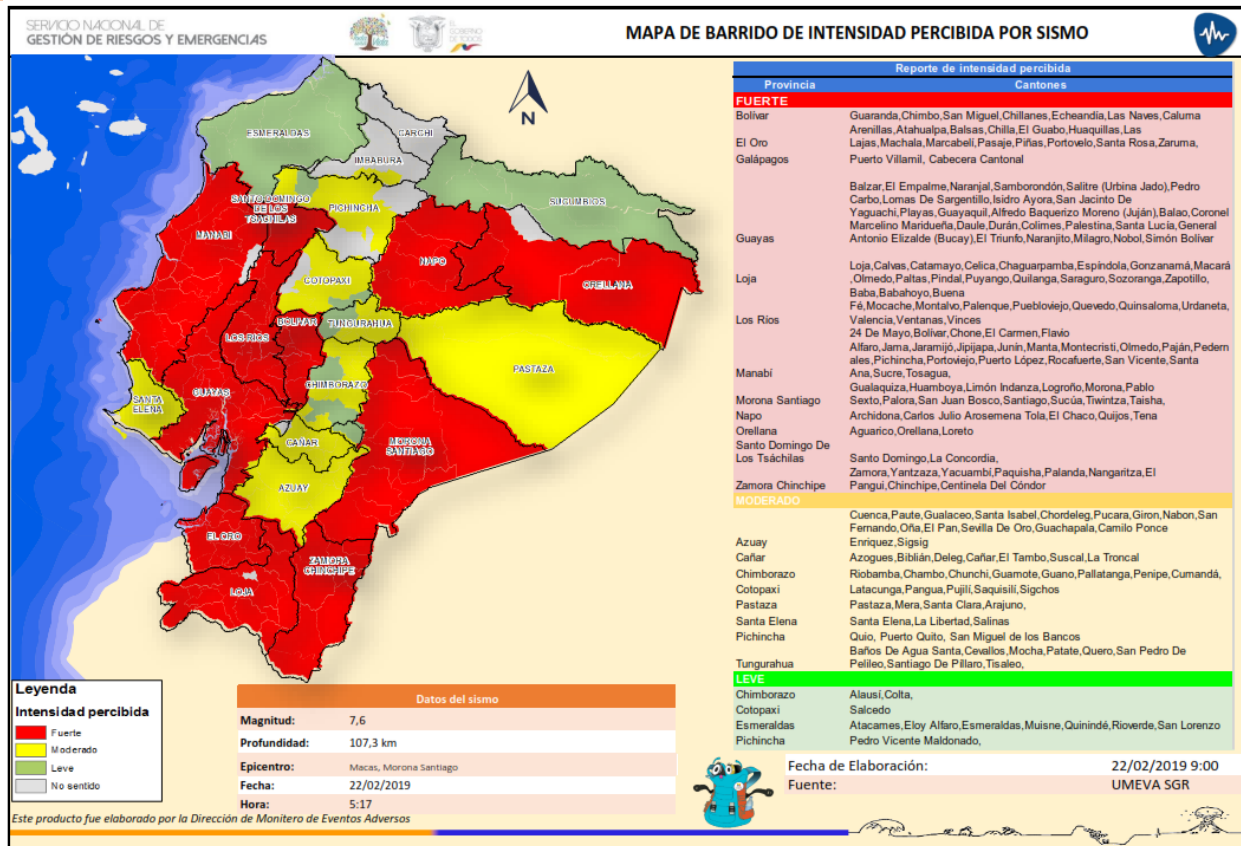 SERVICIO NACIONAL DE
GESTIÓN DE RIESGOS Y EMERGENCIAS
EL
GOBIERNO
DE TODOS
MAPA DE BARRIDO DE INTENSIDAD PERCIBIDA POR SISMO
N
ESMERALDAS
CARCHI
IMBABURA
SANTO DOMINGO
DE LOS
TSACHILAS
PICHINCHA
SUCUMBIOS
MANABI
NAPO
COTOPAXI
ORELLANA
BOLIVAR
TUNGURAHUA
LOS RIOS
PASTAZA
CHIMBORAZO
SANTA
ELENA
GUAYAS
CAÑAR
MORONA
SANTIAGO
AZUAY
EL ORO
ZAMORA
CHINCHIPE
LOJA
Reporte de intensidad percibida
Provincia Cantones
FUERTE
Bolívar Guaranda,Chimbo,San Miguel,Chillanes,Echeandía,Las Naves,Caluma
Arenillas,Atahualpa,Balsas,Chilla,El Guabo,Huaquillas,Las
El Oro Lajas,Machala,Marcabelí,Pasaje,Piñas,Portovelo,Santa Rosa,Zaruma,
Galápagos Puerto Villamil, Cabecera Cantonal
Balzar,El Empalme,Naranjal,Samborondón,Salitre (Urbina Jado),Pedro
Carbo,Lomas De Sargentillo,Isidro Ayora,San Jacinto De
Yaguachi,Playas,Guayaquil,Alfredo Baquerizo Moreno (Juján),Balao,Coronel
Marcelino Maridueña,Daule,Durán,Colimes,Palestina,Santa Lucía,General
Guayas Antonio Elizalde (Bucay),El Triunfo,Naranjito,Milagro,Nobol,Simón Bolívar
Loja,Calvas,Catamayo,Celica,Chaguarpamba,Espíndola,Gonzanamá,Macará
Loja ,Olmedo,Paltas,Pindal,Puyango,Quilanga,Saraguro,Sozoranga,Zapotillo,
Baba,Babahoyo,Buena
Fé,Mocache,Montalvo,Palenque,Puebloviejo,Quevedo,Quinsaloma,Urdaneta,
Los Ríos Valencia,Ventanas,Vinces
24 De Mayo,Bolívar,Chone,El Carmen,Flavio
Alfaro,Jama,Jaramijó,Jipijapa,Junín,Manta,Montecristi,Olmedo,Paján,Pedern
ales,Pichincha,Portoviejo,Puerto López,Rocafuerte,San Vicente,Santa
Manabí Ana,Sucre,Tosagua,
Gualaquiza,Huamboya,Limón Indanza,Logroño,Morona,Pablo
Morona Santiago Sexto,Palora,San Juan Bosco,Santiago,Sucúa,Tiwintza,Taisha,
Napo Archidona,Carlos Julio Arosemena Tola,El Chaco,Quijos,Tena
Orellana Aguarico,Orellana,Loreto
Santo Domingo De
Los Tsáchilas Santo Domingo,La Concordia,
Zamora,Yantzaza,Yacuambí,Paquisha,Palanda,Nangaritza,El
Zamora Chinchipe Pangui,Chinchipe,Centinela Del Cóndor
MODERADO
Cuenca,Paute,Gualaceo,Santa Isabel,Chordeleg,Pucara,Giron,Nabon,San
Fernando,Oña,El Pan,Sevilla De Oro,Guachapala,Camilo Ponce
Azuay Enriquez,Sigsig
Cañar Azogues,Biblián,Deleg,Cañar,El Tambo,Suscal,La Troncal
Chimborazo Riobamba,Chambo,Chunchi,Guamote,Guano,Pallatanga,Penipe,Cumandá,
Cotopaxi Latacunga,Pangua,Pujilí,Saquisilí,Sigchos
Pastaza Pastaza,Mera,Santa Clara,Arajuno,
Santa Elena Santa Elena,La Libertad,Salinas
Pichincha Quio, Puerto Quito, San Miguel de los Bancos
Baños De Agua Santa,Cevallos,Mocha,Patate,Quero,San Pedro De
Tungurahua Pelileo,Santiago De Píllaro,Tisaleo,
LEVE
Chimborazo Alausí,Colta,
Cotopaxi Salcedo
Esmeraldas Atacames,Eloy Alfaro,Esmeraldas,Muisne,Quinindé,Rioverde,San Lorenzo
Pichincha Pedro Vicente Maldonado,
Leyenda
Intensidad percibida
Fuerte
Moderado
Leve
No sentido
Datos del sismo
Magnitud: 7,6
Profundidad: 107,3 km
Epicentro: Macas, Morona Santiago
Fecha: 22/02/2019
Hora: 5:17
Fecha de Elaboración: 22/02/2019 9:00
Fuente: UMEVA SGR
Este producto fue elaborado por la Dirección de Monitero de Eventos Adversos